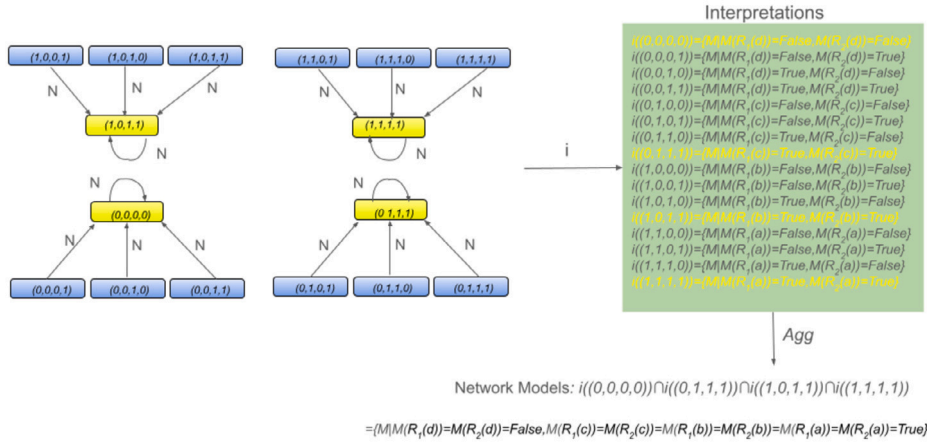 Interpretations
(1,0,0,1) (1,0,1,0) (1,0,1,1)
(1,1,0,1) (1,1,1,0) (1,1,1,1)
N N N
N N N
(1,0,1,1)
(1,1,1,1)
N
N
N
N
(0,0,0,0)
(0 1,1,1)
N N N
N N N
(0,0,0,1) (0,0,1,0) (0,0,1,1)
(0,1,0,1) (0,1,1,0) (0,1,1,1)
i
i((0,0,0,0))={M|M(R₁(d))=False,M(R₂(d))=False}
i((0,0,0,1))={M|M(R₁(d))=False,M(R₂(d))=True}
i((0,0,1,0))={M|M(R₁(d))=True,M(R₂(d))=False}
i((0,0,1,1))={M|M(R₁(d))=True,M(R₂(d))=True}
i((0,1,0,0))={M|M(R₁(c))=False,M(R₂(c))=False}
i((0,1,0,1))={M|M(R₁(c))=False,M(R₂(c))=True}
i((0,1,1,0))={M|M(R₁(c))=True,M(R₂(c))=False}
i((0,1,1,1))={M|M(R₁(c))=True,M(R₂(c))=True}
i((1,0,0,0))={M|M(R₁(b))=False,M(R₂(b))=False}
i((1,0,0,1))={M|M(R₁(b))=False,M(R₂(b))=True}
i((1,0,1,0))={M|M(R₁(b))=True,M(R₂(b))=False}
i((1,0,1,1))={M|M(R₁(b))=True,M(R₂(b))=True}
i((1,1,0,0))={M|M(R₁(a))=False,M(R₂(a))=False}
i((1,1,0,1))={M|M(R₁(a))=False,M(R₂(a))=True}
i((1,1,1,0))={M|M(R₁(a))=True,M(R₂(a))=False}
i((1,1,1,1))={M|M(R₁(a))=True,M(R₂(a))=True}
Agg
Network Models: i((0,0,0,0))∩i((0,1,1,1))∩i((1,0,1,1))∩i((1,1,1,1))
={M|M(R₁(d))=M(R₂(d))=False,M(R₁(c))=M(R₂(c))=M(R₁(b))=M(R₂(b))=M(R₁(a))=M(R₂(a))=True}